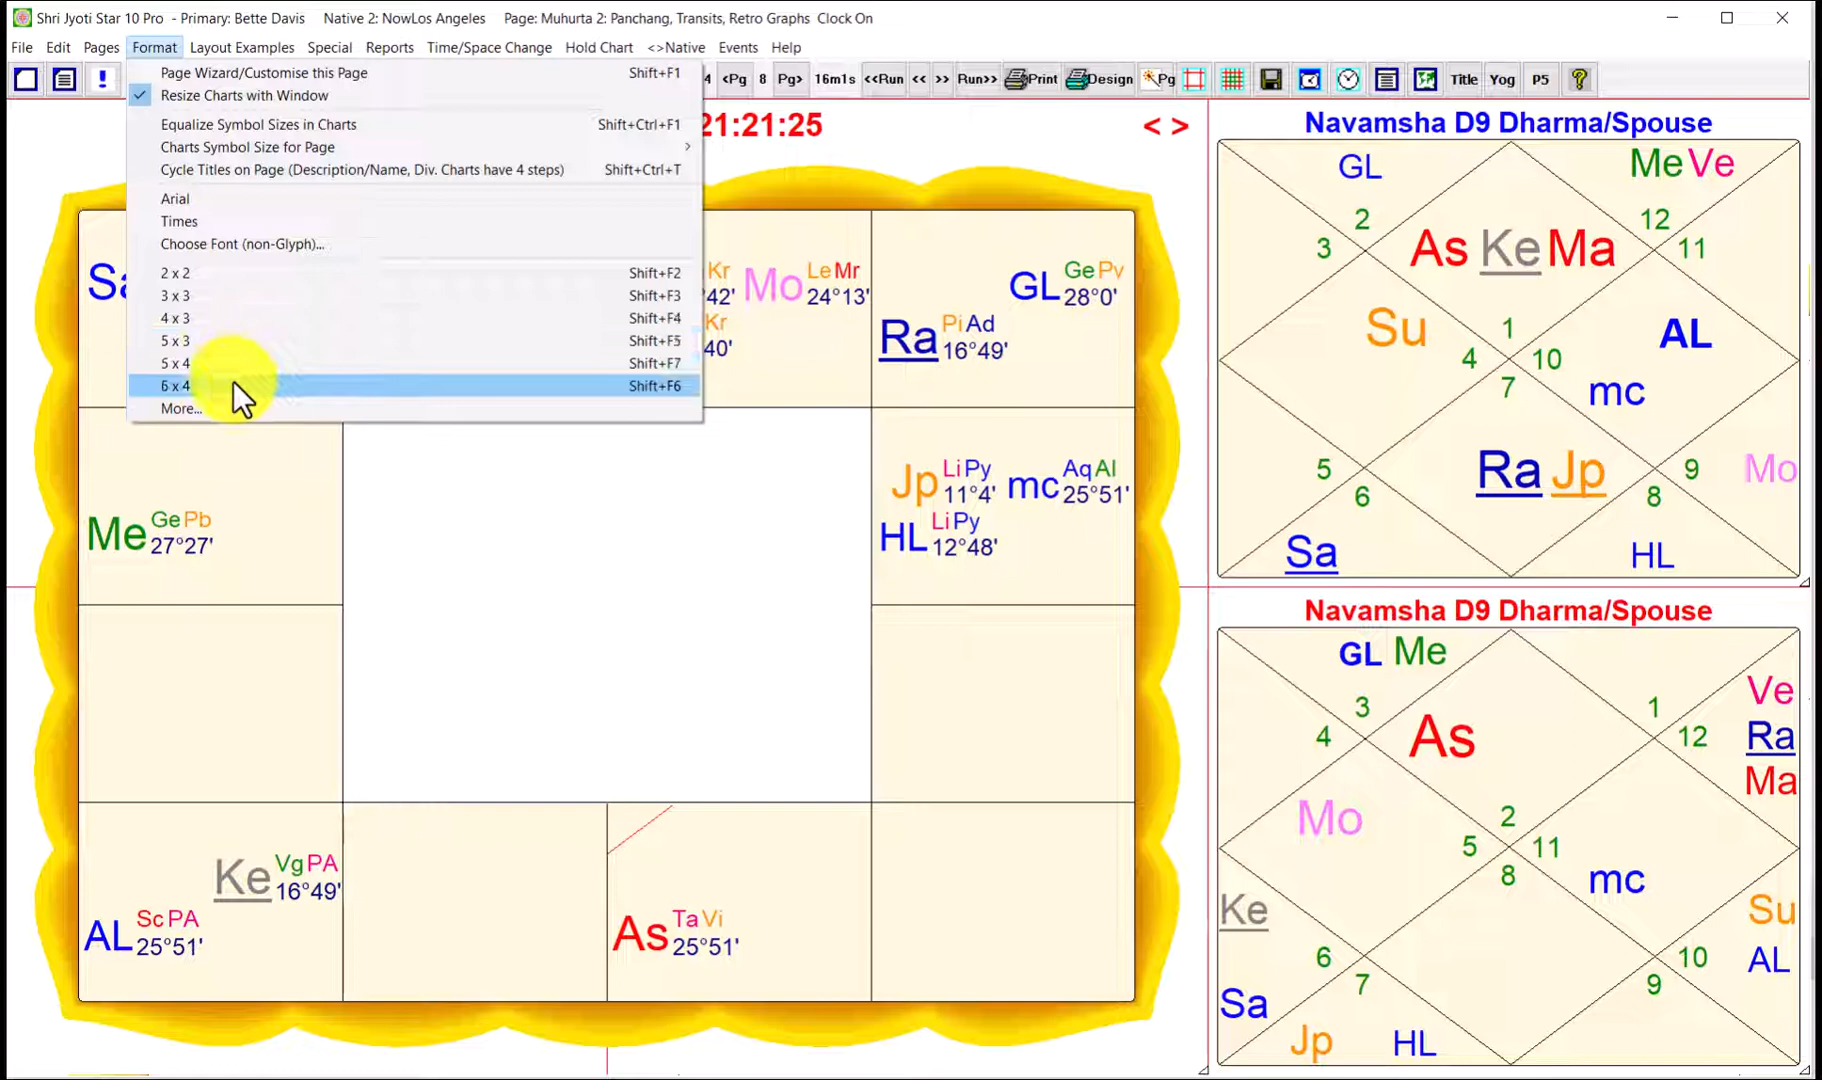 Shri Jyoti Star 10 Pro - Primary: Bette Davis Native 2: NowLos Angeles Page: Muhurta 2: Panchang, Transits, Retro Graphs Clock On
File Edit Pages Format Layout Examples Special Reports Time/Space Change Hold Chart <>Native Events Help
! 4 <Pg 8 Pg> 16m1s <<Run << >> Run>> Print Design Pg Title Yog P5 ?
Page Wizard/Customise this Page Shift+F1
Resize Charts with Window
Equalize Symbol Sizes in Charts Shift+Ctrl+F1
Charts Symbol Size for Page
Cycle Titles on Page (Description/Name, Div. Charts have 4 steps) Shift+Ctrl+T
Arial
Times
Choose Font (non-Glyph)...
2 x 2 Shift+F2
3 x 3 Shift+F3
4 x 3 Shift+F4
5 x 3 Shift+F5
5 x 4 Shift+F7
6 x 4 Shift+F6
More...
21:21:25 < >
Sa
Kr
'42'
Mo Le Mr 24°13'
Kr
40'
GL Ge Pv 28°0'
Ra Pi Ad 16°49'
Me Ge Pb 27°27'
Jp Li Py 11°4' mc Aq Al 25°51'
HL Li Py 12°48'
Ke Vg PA 16°49'
AL Sc PA 25°51'
As Ta Vi 25°51'
Navamsha D9 Dharma/Spouse
GL Me Ve
2 12
3 As Ke Ma 11
Su 1 AL
4 10
7 mc
5 Ra Jp 9 Mo
6 8
Sa HL
Navamsha D9 Dharma/Spouse
GL Me
Ve
3 1
4 As 12 Ra
Ma
Mo 2
5 11
8 mc
Ke Su
6 10 AL
7 9
Sa
Jp HL